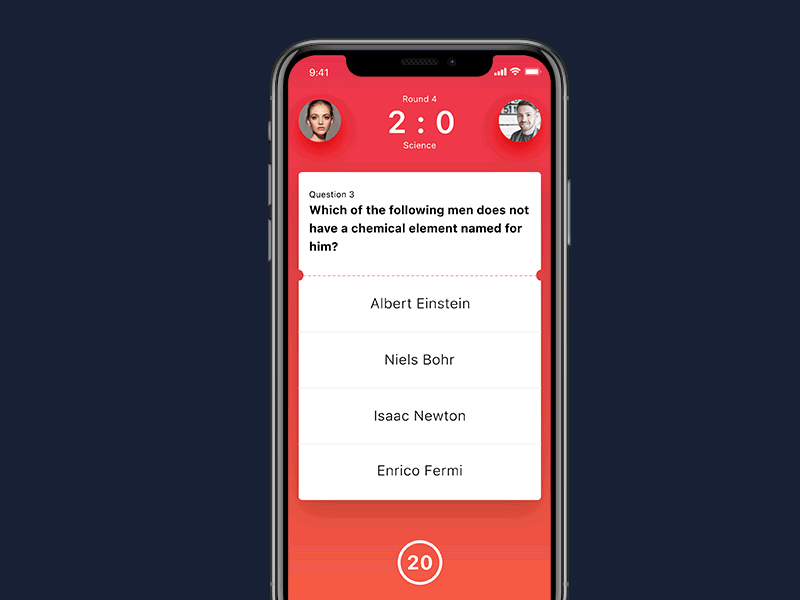 9:41
Round 4
2 : 0
Science
Question 3
Which of the following men does not
have a chemical element named for
him?
Albert Einstein
Niels Bohr
Isaac Newton
Enrico Fermi
20